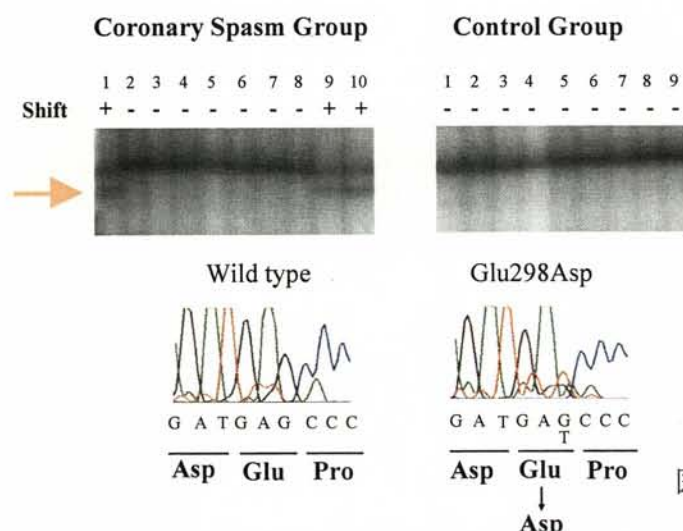 Coronary Spasm Group
1 2 3 4 5 6 7 8 9 10
Shift + - - - - - - - + +
Control Group
1 2 3 4 5 6 7 8 9
- - - - - - - - -
Wild type
G A T G A G C C C
Asp Glu Pro
Glu298Asp
G A T G A G C C C
T
Asp Glu Pro
Asp